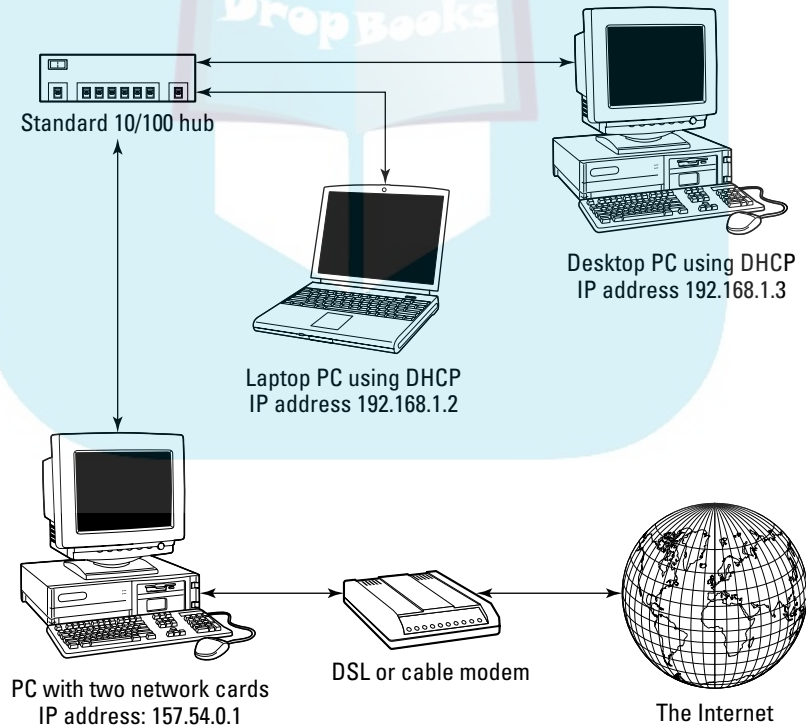 DropBooks
Standard 10/100 hub
Desktop PC using DHCP
IP address 192.168.1.3
Laptop PC using DHCP
IP address 192.168.1.2
PC with two network cards
IP address: 157.54.0.1
DSL or cable modem
The Internet